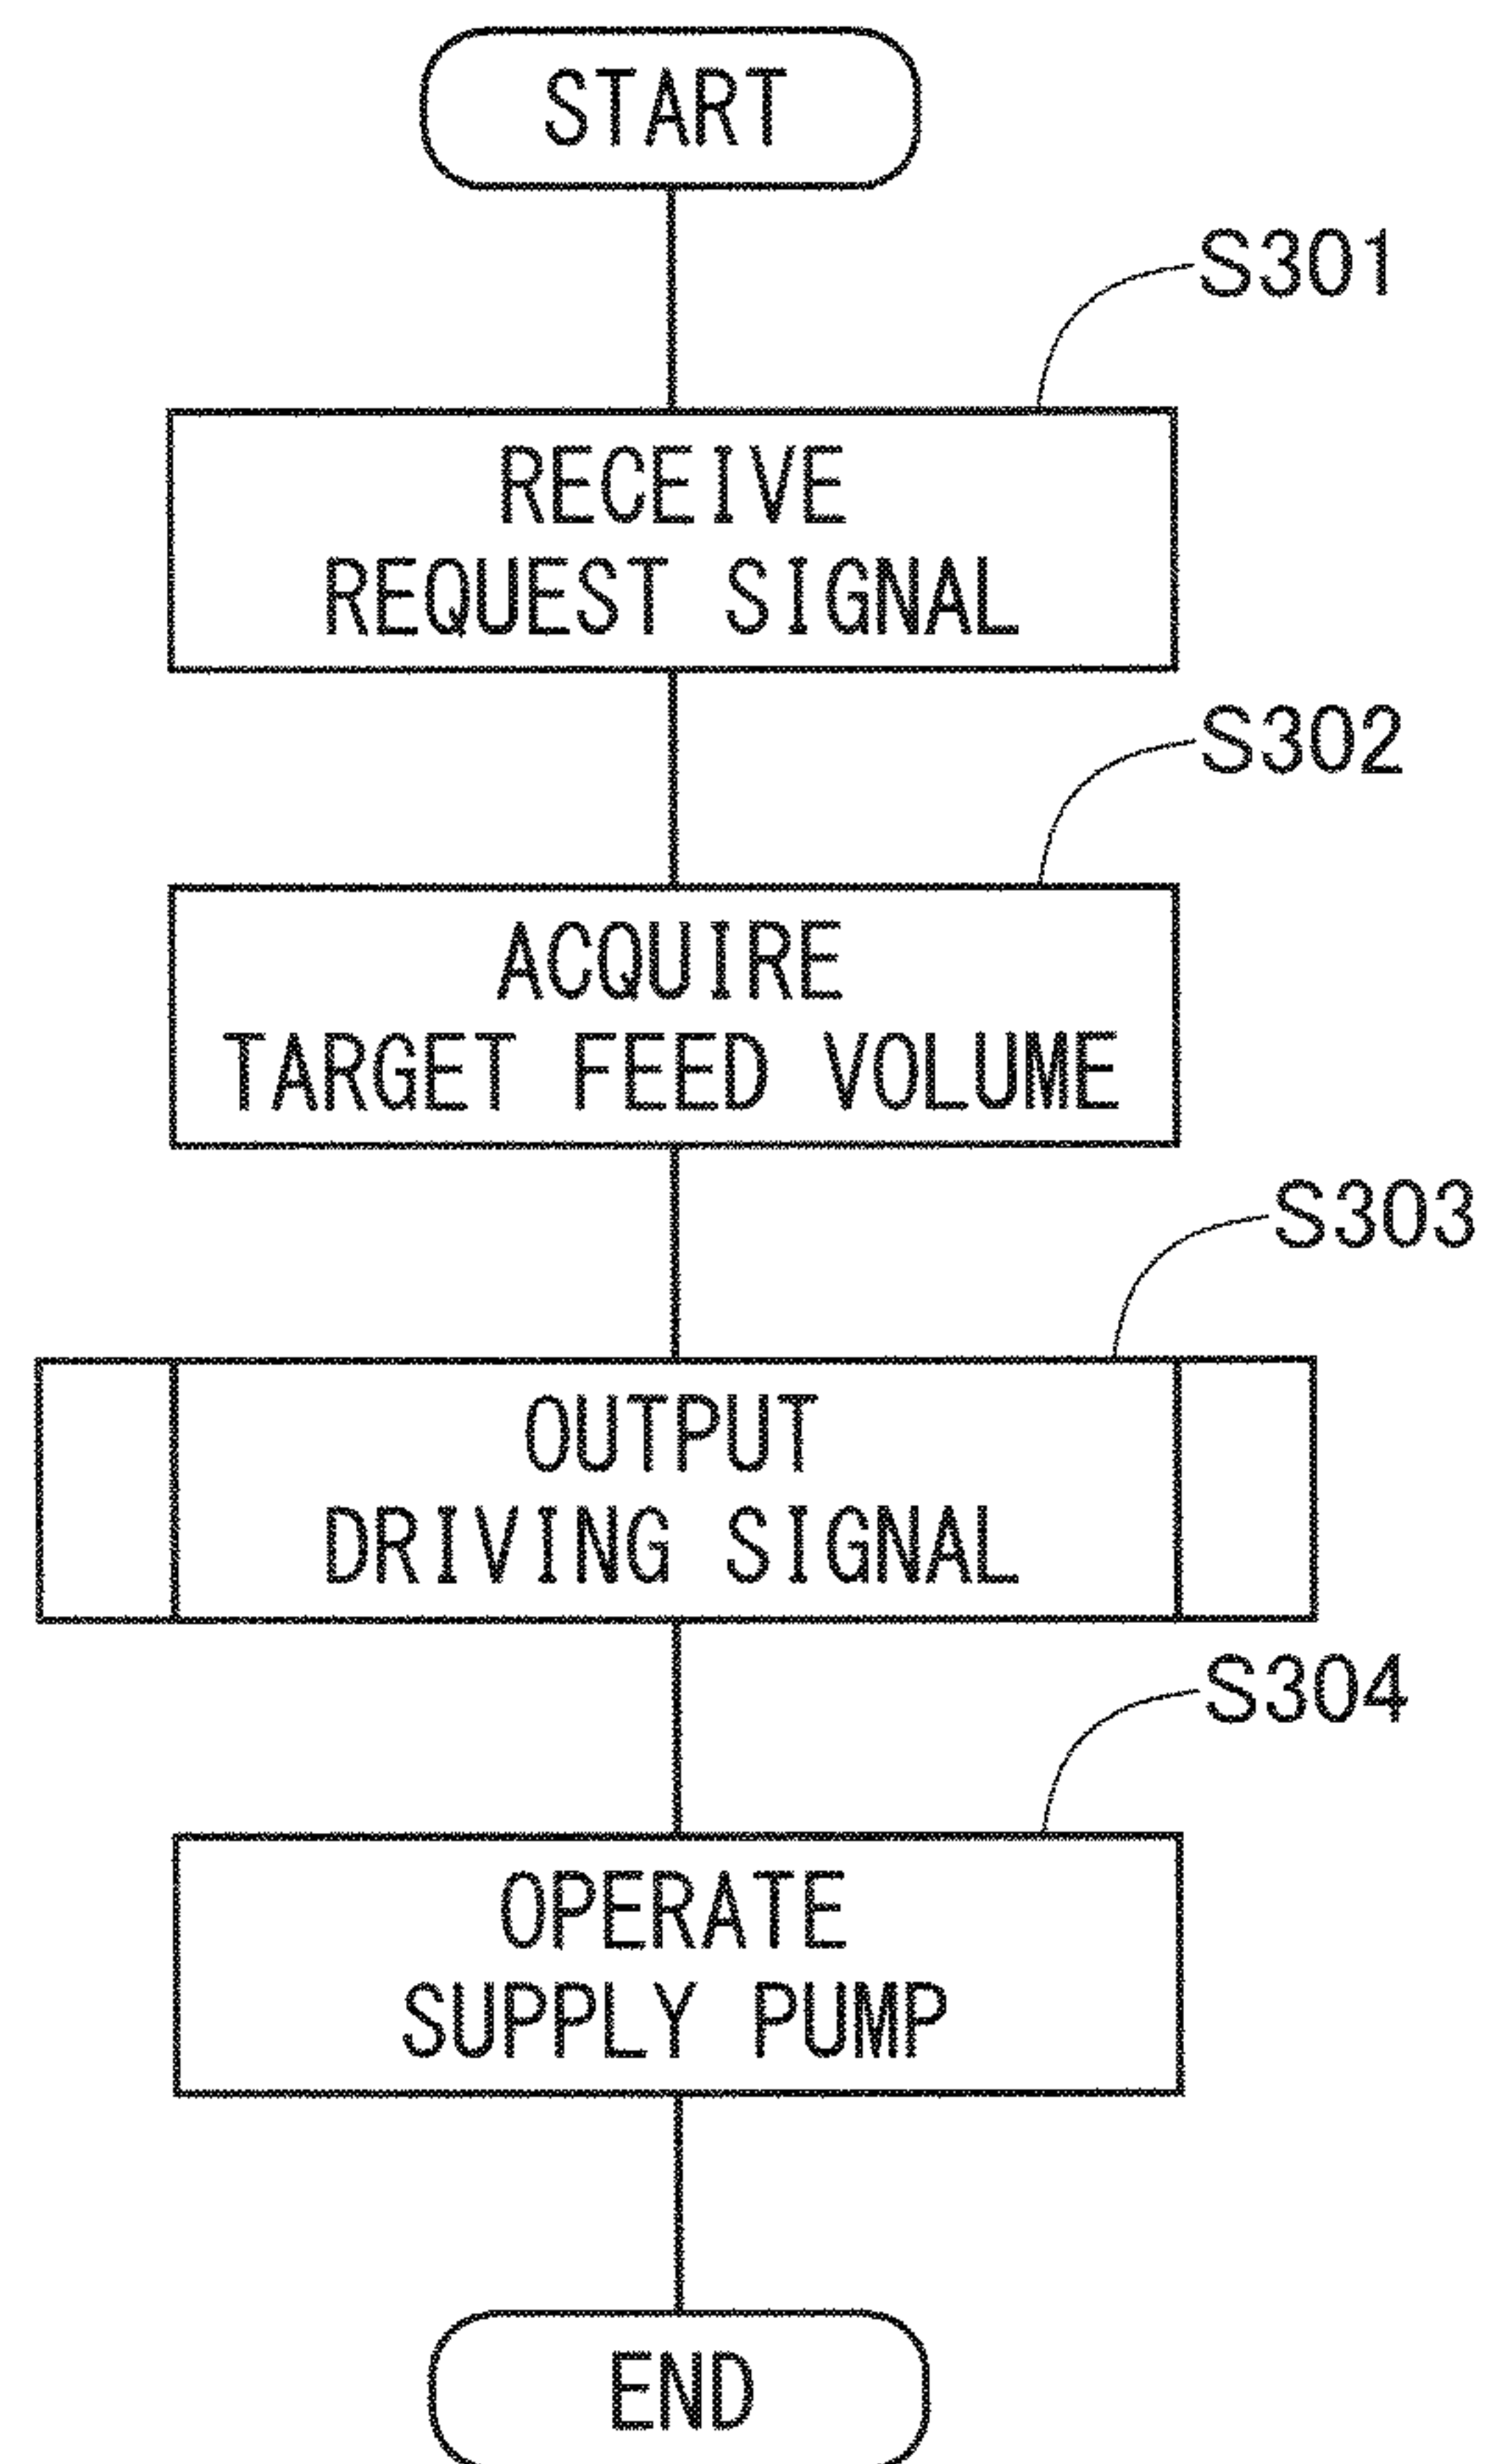 START
S301
RECEIVE
REQUEST SIGNAL
S302
ACQUIRE
TARGET FEED VOLUME
S303
OUTPUT
DRIVING SIGNAL
S304
OPERATE
SUPPLY PUMP
END